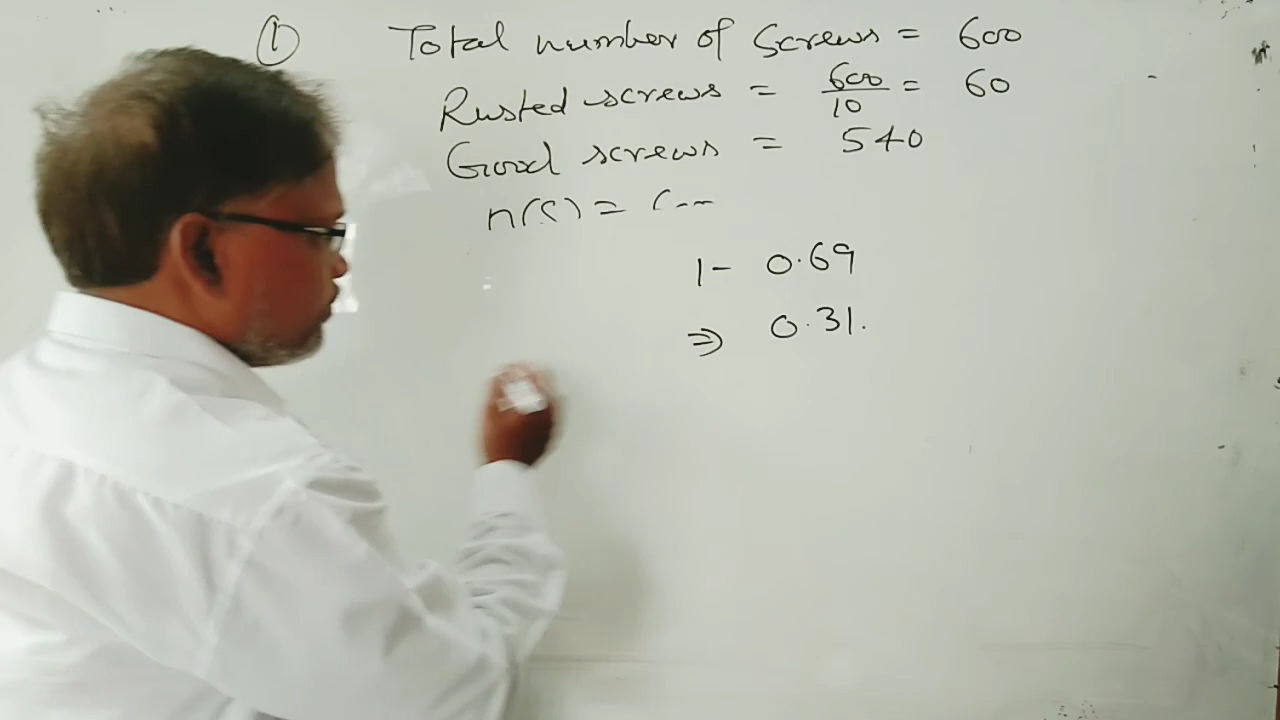 ①
Total number of screws = 600
Rusted screws = 600/10 = 60
Good screws = 540
n(S) =
1 - 0.69
⇒ 0.31.